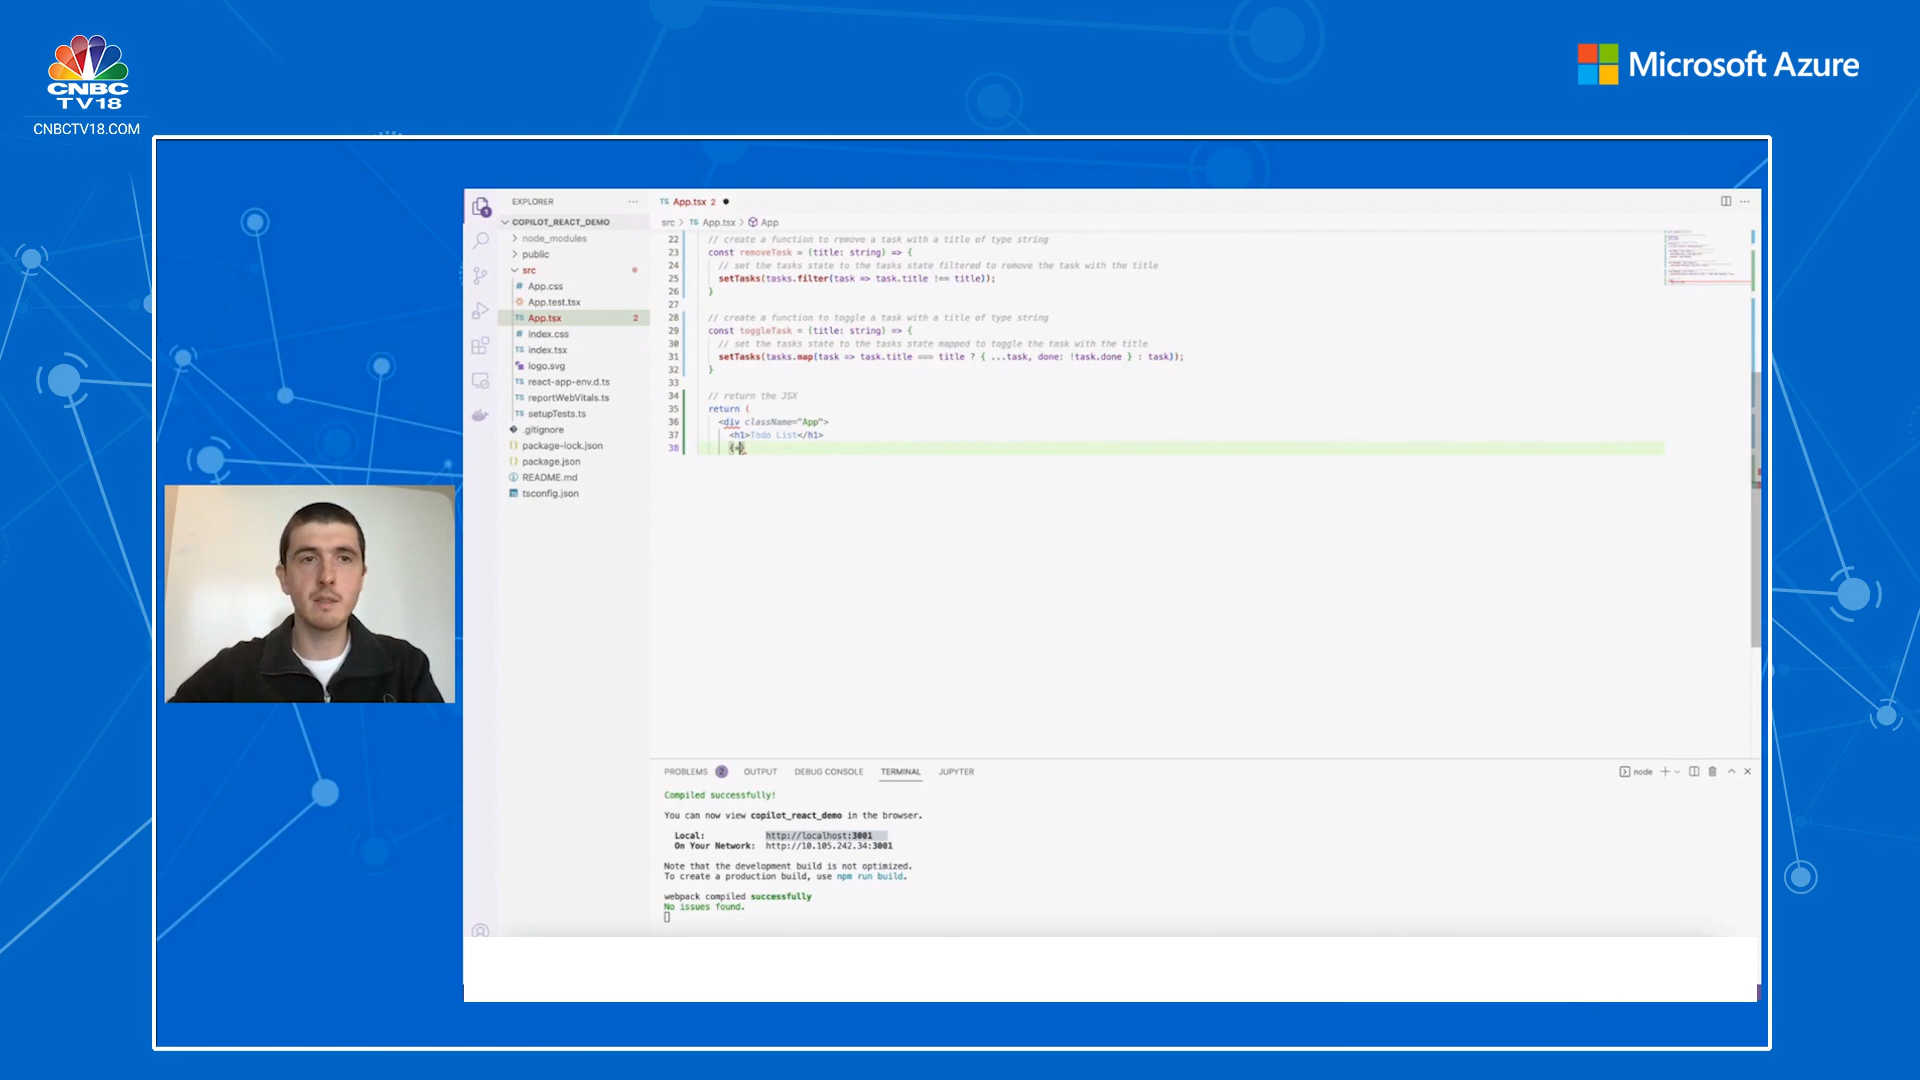 CNBC
TV18
CNBCTV18.COM
Microsoft Azure
EXPLORER
COPILOT_REACT_DEMO
node_modules
public
src
# App.css
App.test.tsx
TS App.tsx 2
# index.css
TS index.tsx
logo.svg
TS react-app-env.d.ts
TS reportWebVitals.ts
TS setupTests.ts
.gitignore
{} package-lock.json
{} package.json
README.md
tsconfig.json
TS App.tsx 2
src > TS App.tsx > App
22 // create a function to remove a task with a title of type string
23 const removeTask = (title: string) => {
24 // set the tasks state to the tasks state filtered to remove the task with the title
25 setTasks(tasks.filter(task => task.title !== title));
26 }
27
28 // create a function to toggle a task with a title of type string
29 const toggleTask = (title: string) => {
30 // set the tasks state to the tasks state mapped to toggle the task with the title
31 setTasks(tasks.map(task => task.title === title ? { ...task, done: !task.done } : task));
32 }
33
34 // return the JSX
35 return (
36 <div className="App">
37 <h1>Todo List</h1>
38
PROBLEMS 2 OUTPUT DEBUG CONSOLE TERMINAL JUPYTER
node
Compiled successfully!
You can now view copilot_react_demo in the browser.
Local: http://localhost:3001
On Your Network: http://10.105.242.34:3001
Note that the development build is not optimized.
To create a production build, use npm run build.
webpack compiled successfully
No issues found.